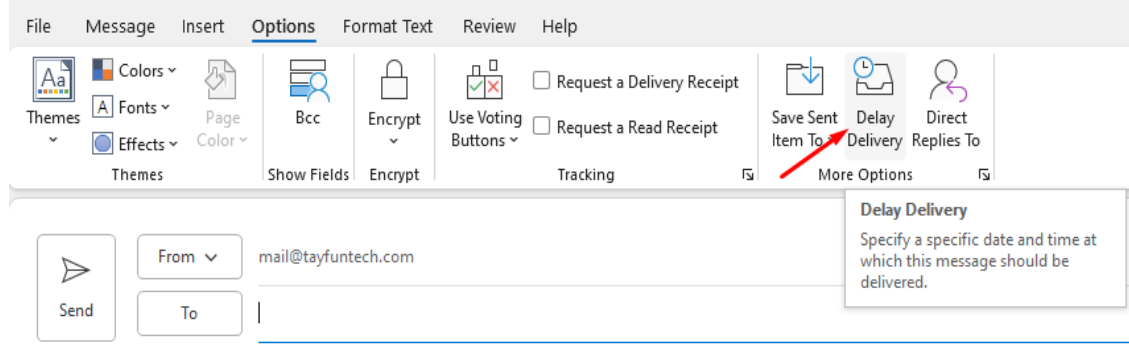 File Message Insert Options Format Text Review Help
Aa Colors Request a Delivery Receipt
A Fonts
Themes Page Bcc Encrypt Use Voting Request a Read Receipt Save Sent Delay Direct
Effects Color Buttons Item To Delivery Replies To
Themes Show Fields Encrypt Tracking More Options
Delay Delivery
Specify a specific date and time at
which this message should be
delivered.
From mail@tayfuntech.com
Send To